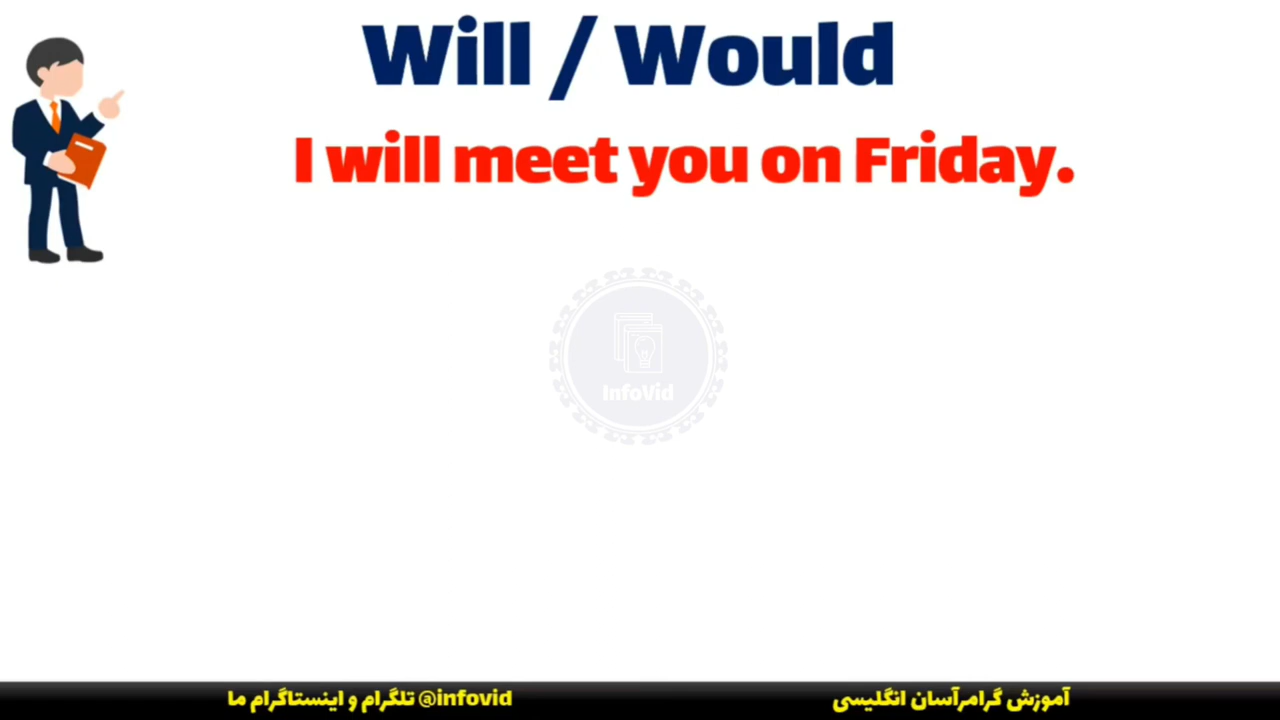 Will / Would
I will meet you on Friday.
InfoVid
آموزش گرامرآسان انگلیسی
تلگرام و اینستاگرام ما @infovid